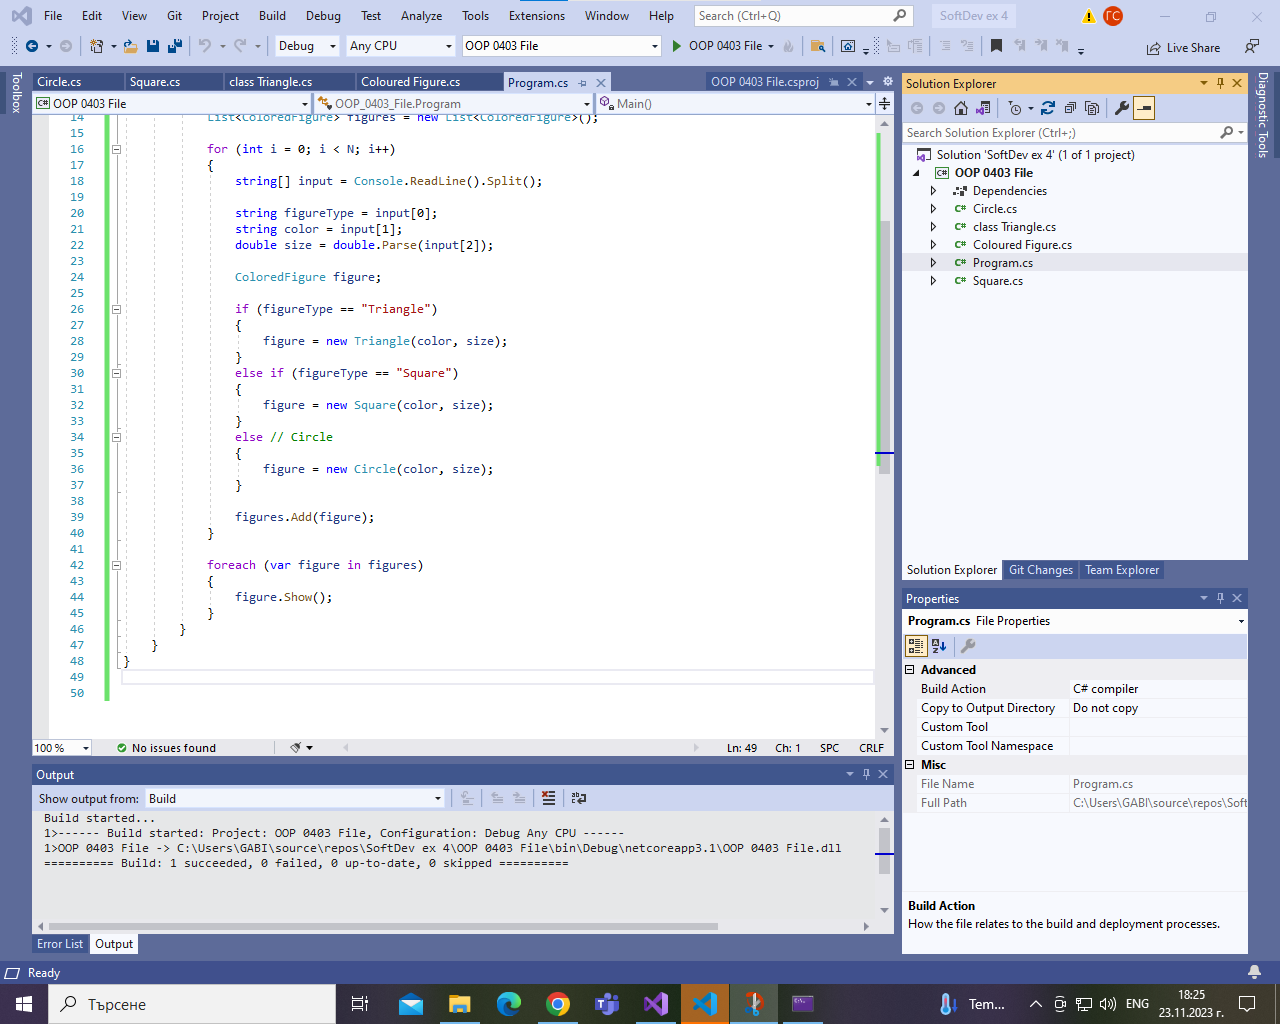 File Edit View Git Project Build Debug Test Analyze Tools Extensions Window Help Search (Ctrl+Q) SoftDev ex 4 ГС
Debug Any CPU OOP 0403 File OOP 0403 File Live Share
Toolbox
Circle.cs Square.cs class Triangle.cs Coloured Figure.cs Program.cs OOP 0403 File.csproj
OOP 0403 File OOP_0403_File.Program Main()
14 List<ColoredFigure> figures = new List<ColoredFigure>();
15
16 for (int i = 0; i < N; i++)
17 {
18 string[] input = Console.ReadLine().Split();
19
20 string figureType = input[0];
21 string color = input[1];
22 double size = double.Parse(input[2]);
23
24 ColoredFigure figure;
25
26 if (figureType == "Triangle")
27 {
28 figure = new Triangle(color, size);
29 }
30 else if (figureType == "Square")
31 {
32 figure = new Square(color, size);
33 }
34 else // Circle
35 {
36 figure = new Circle(color, size);
37 }
38
39 figures.Add(figure);
40 }
41
42 foreach (var figure in figures)
43 {
44 figure.Show();
45 }
46 }
47 }
48 }
49
50
100 % No issues found Ln: 49 Ch: 1 SPC CRLF
Output
Show output from: Build
Build started...
1>------ Build started: Project: OOP 0403 File, Configuration: Debug Any CPU ------
1>OOP 0403 File -> C:\Users\GABI\source\repos\SoftDev ex 4\OOP 0403 File\bin\Debug\netcoreapp3.1\OOP 0403 File.dll
========== Build: 1 succeeded, 0 failed, 0 up-to-date, 0 skipped ==========
Error List Output
Solution Explorer
Search Solution Explorer (Ctrl+;)
Solution 'SoftDev ex 4' (1 of 1 project)
OOP 0403 File
Dependencies
C# Circle.cs
C# class Triangle.cs
C# Coloured Figure.cs
C# Program.cs
C# Square.cs
Solution Explorer Git Changes Team Explorer
Properties
Program.cs File Properties
Advanced
Build Action C# compiler
Copy to Output Directory Do not copy
Custom Tool
Custom Tool Namespace
Misc
File Name Program.cs
Full Path C:\Users\GABI\source\repos\Soft
Build Action
How the file relates to the build and deployment processes.
Diagnostic Tools
Ready
Търсене Tem... ENG 18:25
23.11.2023 г.